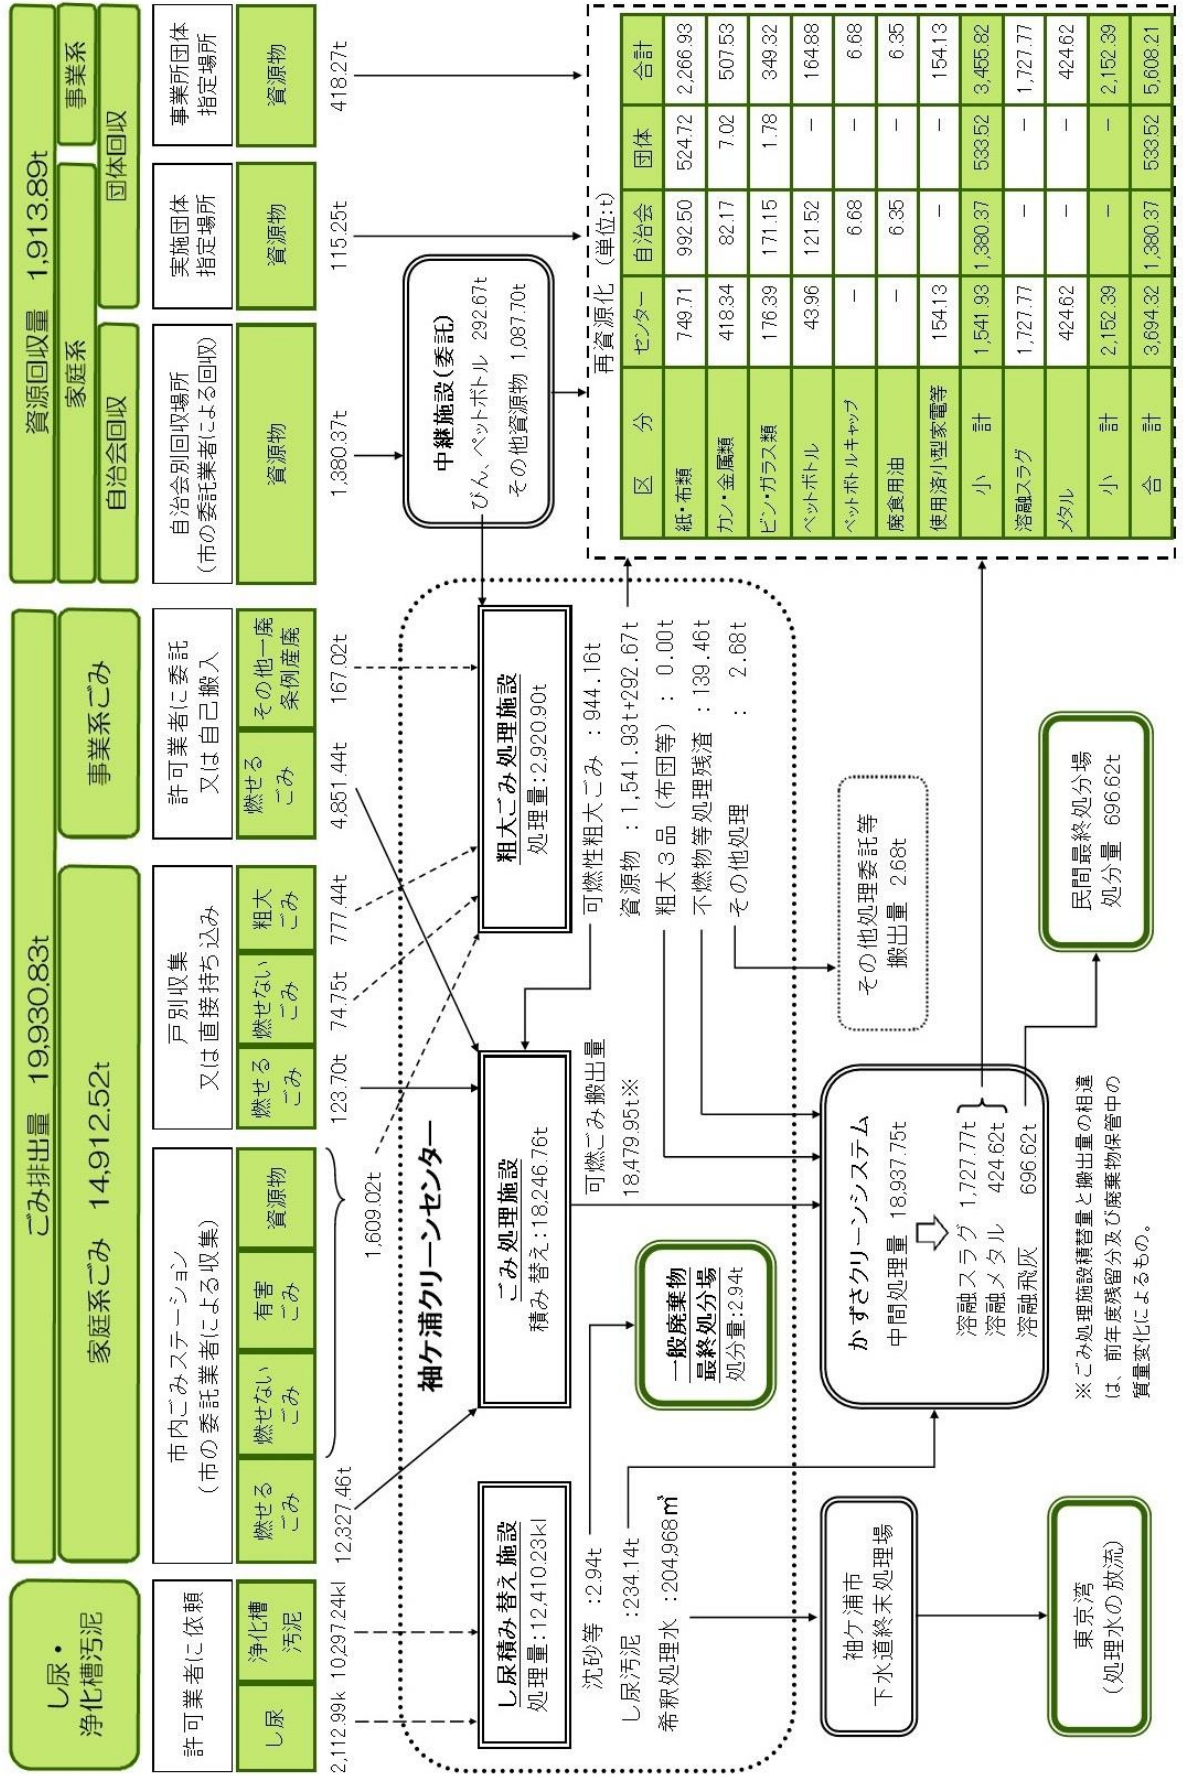 し尿・
浄化槽汚泥
許可業者に依頼
し尿
浄化槽
汚泥
2,112.99k
10,297.24kl
ごみ排出量 19,930.83t
家庭系ごみ 14,912.52t
市内ごみステーション
(市の委託業者による収集)
燃せる
ごみ
燃せない
ごみ
有害
ごみ
資源物
12,327.46t
1,609.02t
戸別収集
又は直接持ち込み
燃せる
ごみ
燃せない
ごみ
粗大
ごみ
123.70t
74.75t
777.44t
事業系ごみ
許可業者に委託
又は自己搬入
燃せる
ごみ
その他一廃
条例産廃
4,851.44t
167.02t
資源回収量 1,913.89t
家庭系
事業系
自治会回収
団体回収
自治会別回収場所
(市の委託業者による回収)
資源物
1,380.37t
実施団体
指定場所
資源物
115.25t
事業所団体
指定場所
資源物
418.27t
袖ケ浦クリーンセンター
し尿積み替え施設
処理量:12,410.23kl
沈砂等 :2.94t
し尿汚泥 :234.14t
希釈処理水 :204,968㎥
ごみ処理施設
積み替え:18,246.76t
可燃ごみ搬出量
18,479.95t※
一般廃棄物
最終処分場
処分量:2.94t
粗大ごみ処理施設
処理量:2,920.90t
可燃性粗大ごみ :944.16t
資源物 :1,541.93t+292.67t
粗大3品(布団等) : 0.00t
不燃物等処理残渣 :139.46t
その他処理 : 2.68t
中継施設(委託)
びん、ペットボトル 292.67t
その他資源物 1,087.70t
袖ケ浦市
下水道終末処理場
東京湾
(処理水の放流)
かずさクリーンシステム
中間処理量 18,937.75t
溶融スラグ 1,727.77t
溶融メタル 424.62t
溶融飛灰 696.62t
その他処理委託等
搬出量 2.68t
民間最終処分場
処分量 696.62t
※ごみ処理施設積替量と搬出量の相違
は、前年度残留分及び廃棄物保管中の
質量変化によるもの。
再資源化 (単位:t)
区 分 センター 自治会 団体 合計
紙・布類 749.71 992.50 524.72 2,266.93
カン・金属類 418.34 82.17 7.02 507.53
ビン・ガラス類 176.39 171.15 1.78 349.32
ペットボトル 43.96 121.52 － 164.88
ペットボトルキャップ － 6.68 － 6.68
廃食用油 － 6.35 － 6.35
使用済小型家電等 154.13 － － 154.13
小 計 1,541.93 1,380.37 533.52 3,455.82
溶融スラグ 1,727.77 － － 1,727.77
メタル 424.62 － － 424.62
小 計 2,152.39 － － 2,152.39
合 計 3,694.32 1,380.37 533.52 5,608.21